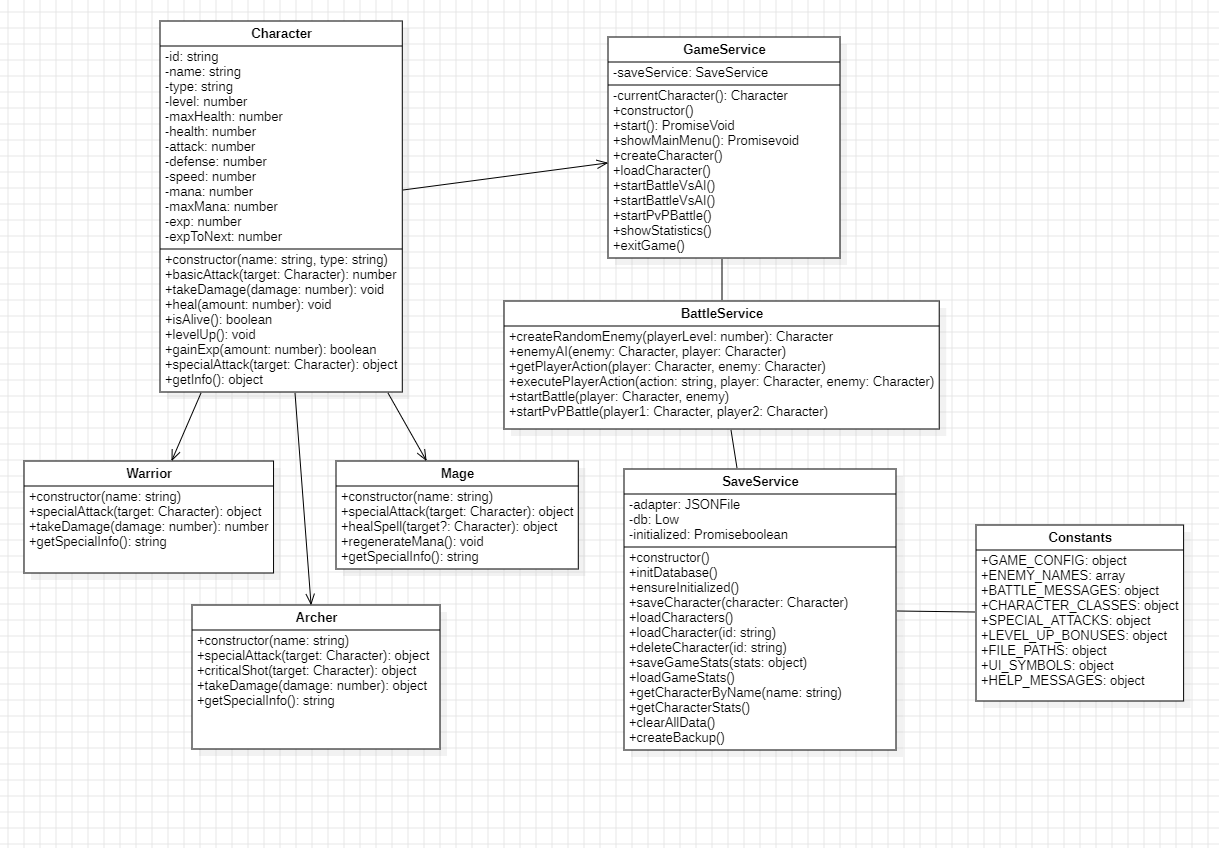 Character
-id: string
-name: string
-type: string
-level: number
-maxHealth: number
-health: number
-attack: number
-defense: number
-speed: number
-mana: number
-maxMana: number
-exp: number
-expToNext: number
+constructor(name: string, type: string)
+basicAttack(target: Character): number
+takeDamage(damage: number): void
+heal(amount: number): void
+isAlive(): boolean
+levelUp(): void
+gainExp(amount: number): boolean
+specialAttack(target: Character): object
+getInfo(): object
GameService
-saveService: SaveService
-currentCharacter(): Character
+constructor()
+start(): PromiseVoid
+showMainMenu(): Promisevoid
+createCharacter()
+loadCharacter()
+startBattleVsAI()
+startBattleVsAI()
+startPvPBattle()
+showStatistics()
+exitGame()
BattleService
+createRandomEnemy(playerLevel: number): Character
+enemyAI(enemy: Character, player: Character)
+getPlayerAction(player: Character, enemy: Character)
+executePlayerAction(action: string, player: Character, enemy: Character)
+startBattle(player: Character, enemy)
+startPvPBattle(player1: Character, player2: Character)
Warrior
+constructor(name: string)
+specialAttack(target: Character): object
+takeDamage(damage: number): number
+getSpecialInfo(): string
Mage
+constructor(name: string)
+specialAttack(target: Character): object
+healSpell(target?: Character): object
+regenerateMana(): void
+getSpecialInfo(): string
Archer
+constructor(name: string)
+specialAttack(target: Character): object
+criticalShot(target: Character): object
+takeDamage(damage: number): object
+getSpecialInfo(): string
SaveService
-adapter: JSONFile
-db: Low
-initialized: Promiseboolean
+constructor()
+initDatabase()
+ensureInitialized()
+saveCharacter(character: Character)
+loadCharacters()
+loadCharacter(id: string)
+deleteCharacter(id: string)
+saveGameStats(stats: object)
+loadGameStats()
+getCharacterByName(name: string)
+getCharacterStats()
+clearAllData()
+createBackup()
Constants
+GAME_CONFIG: object
+ENEMY_NAMES: array
+BATTLE_MESSAGES: object
+CHARACTER_CLASSES: object
+SPECIAL_ATTACKS: object
+LEVEL_UP_BONUSES: object
+FILE_PATHS: object
+UI_SYMBOLS: object
+HELP_MESSAGES: object